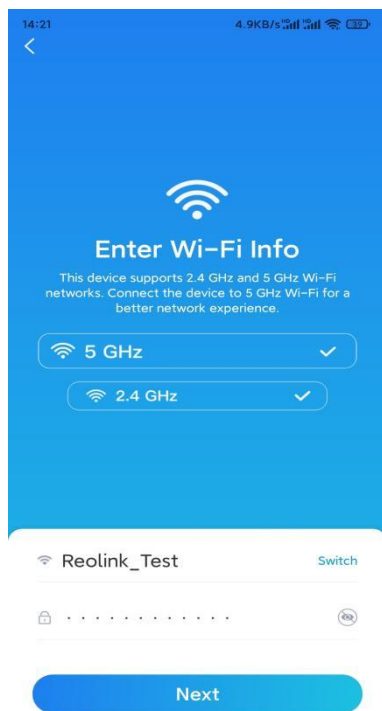 14:21
4.9KB/s
39
Enter Wi-Fi Info
This device supports 2.4 GHz and 5 GHz Wi-Fi
networks. Connect the device to 5 GHz Wi-Fi for a
better network experience.
5 GHz
2.4 GHz
Reolink_Test
Switch
Next